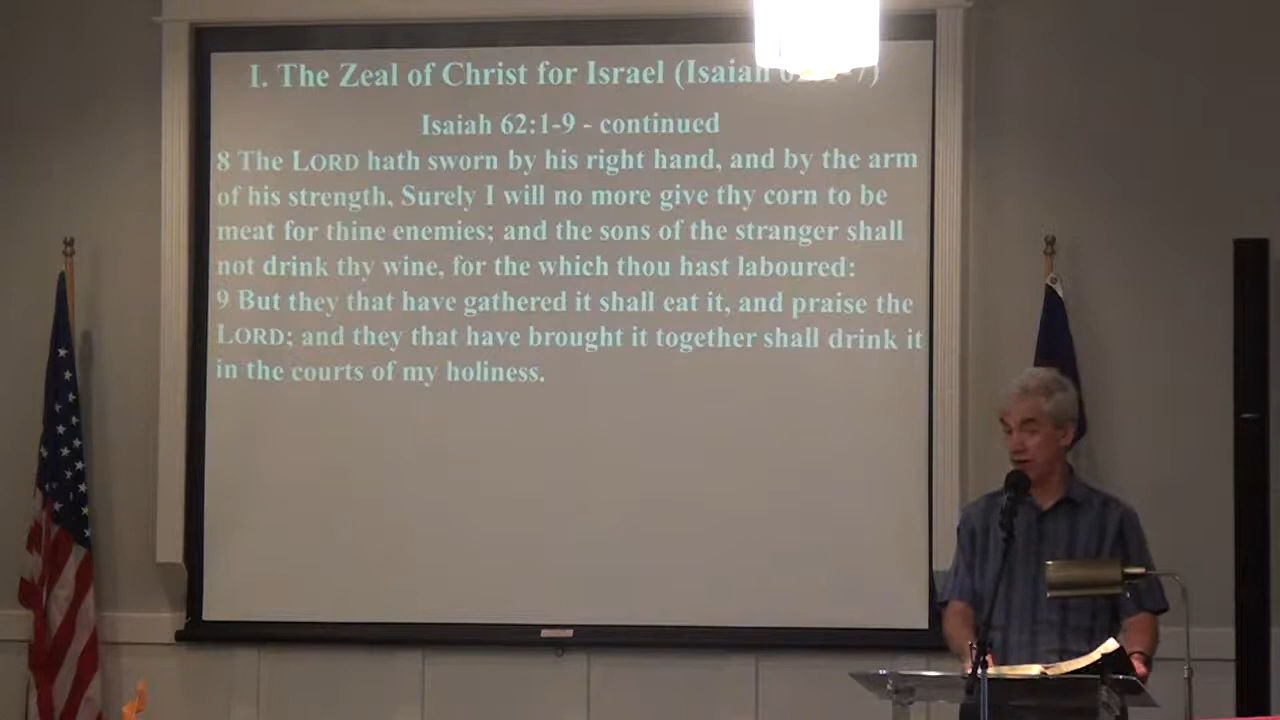 I. The Zeal of Christ for Israel (Isaiah
Isaiah 62:1-9 - continued
8 The LORD hath sworn by his right hand, and by the arm
of his strength, Surely I will no more give thy corn to be
meat for thine enemies; and the sons of the stranger shall
not drink thy wine, for the which thou hast laboured:
9 But they that have gathered it shall eat it, and praise the
LORD; and they that have brought it together shall drink it
in the courts of my holiness.